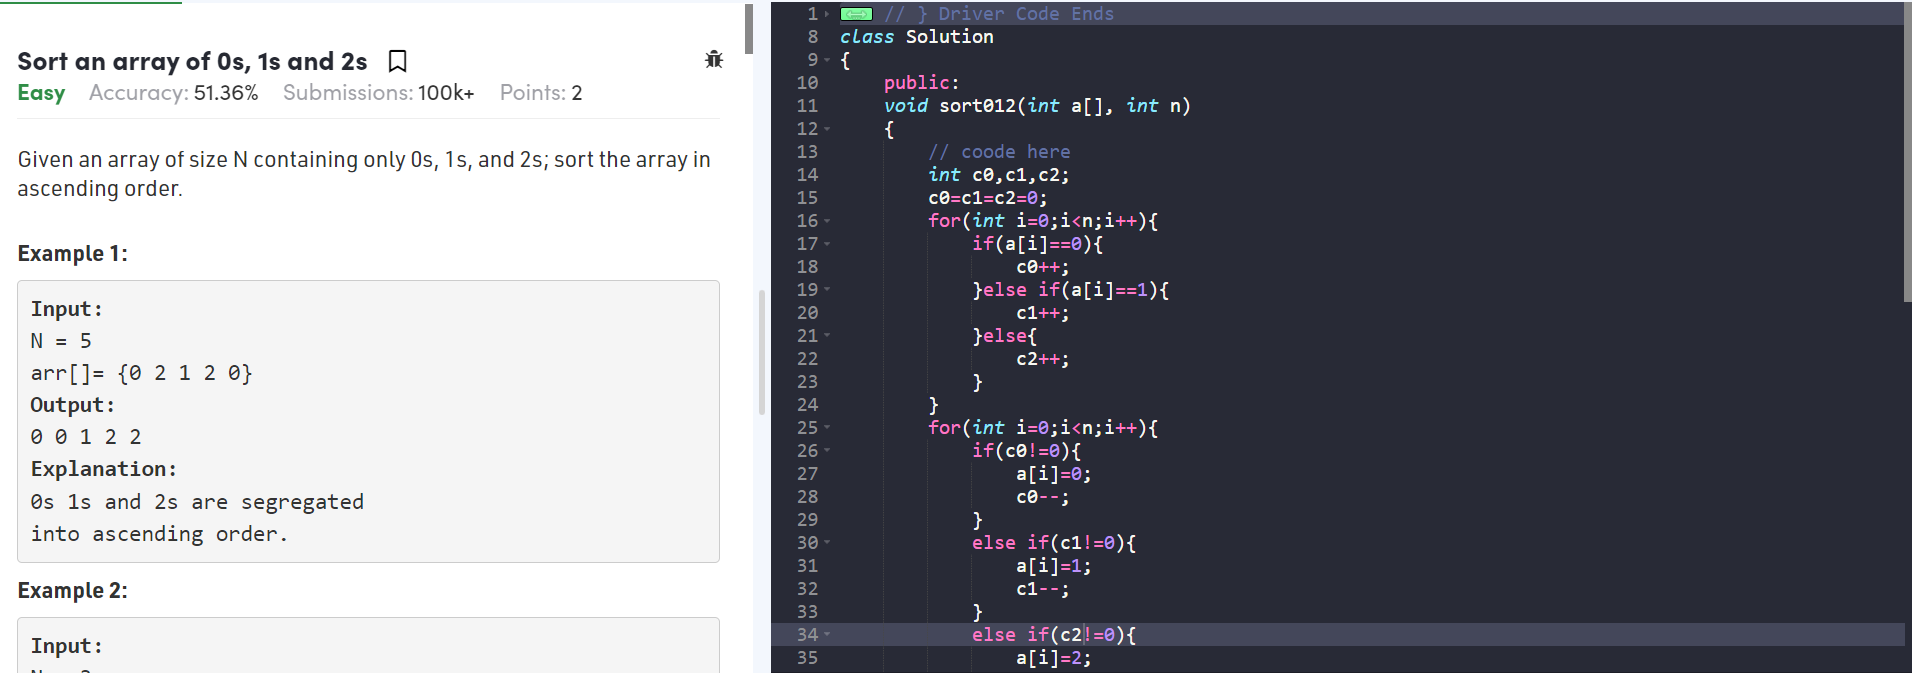 Sort an array of 0s, 1s and 2s
Easy Accuracy: 51.36% Submissions: 100k+ Points: 2
Given an array of size N containing only 0s, 1s, and 2s; sort the array in
ascending order.
Example 1:
Input:
N = 5
arr[]= {0 2 1 2 0}
Output:
0 0 1 2 2
Explanation:
0s 1s and 2s are segregated
into ascending order.
Example 2:
Input:
1 // } Driver Code Ends
8 class Solution
9 {
10     public:
11     void sort012(int a[], int n)
12     {
13         // coode here
14         int c0,c1,c2;
15         c0=c1=c2=0;
16         for(int i=0;i<n;i++){
17             if(a[i]==0){
18                 c0++;
19             }else if(a[i]==1){
20                 c1++;
21             }else{
22                 c2++;
23             }
24         }
25         for(int i=0;i<n;i++){
26             if(c0!=0){
27                 a[i]=0;
28                 c0--;
29             }
30             else if(c1!=0){
31                 a[i]=1;
32                 c1--;
33             }
34             else if(c2!=0){
35                 a[i]=2;